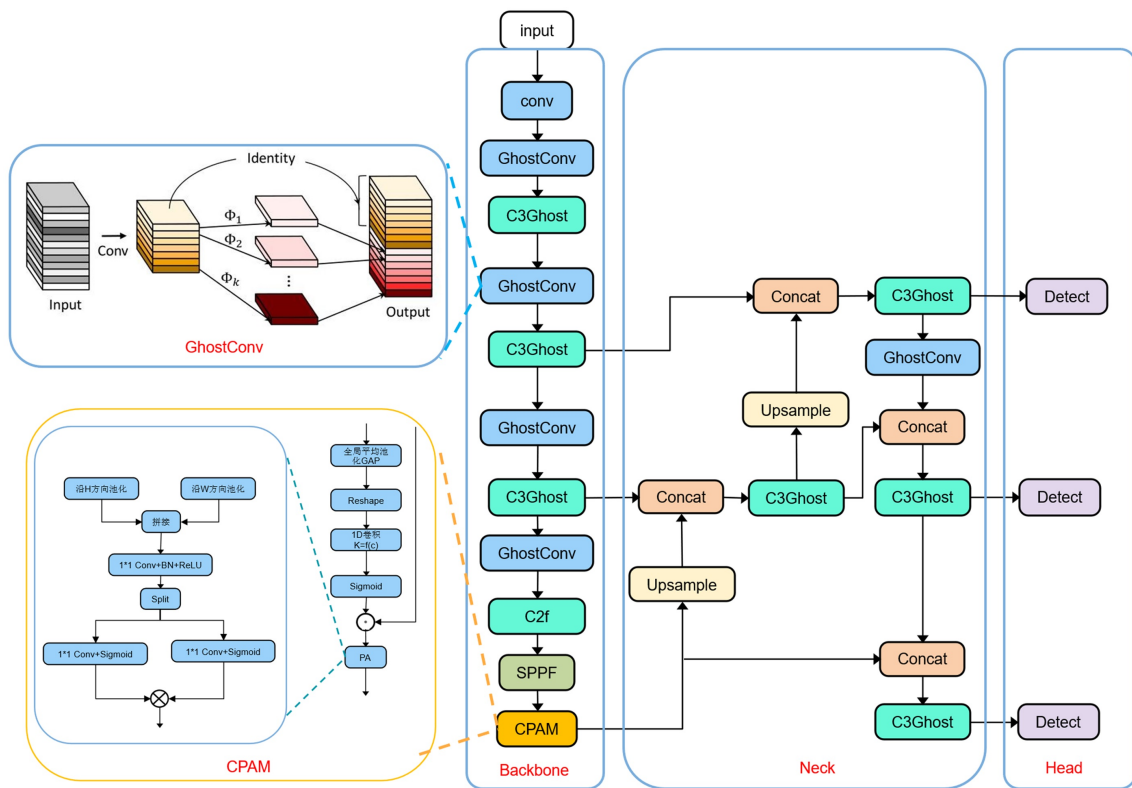 input
conv
GhostConv
C3Ghost
GhostConv
C3Ghost
GhostConv
C3Ghost
GhostConv
C2f
SPPF
CPAM
Backbone
Identity
Φ1
Φ2
Φk
...
Conv
Input
Output
GhostConv
沿H方向池化
沿W方向池化
拼接
1*1 Conv+BN+ReLU
Split
1*1 Conv+Sigmoid
1*1 Conv+Sigmoid
全局平均池
化GAP
Reshape
1D卷积
K=f(c)
Sigmoid
PA
CPAM
Concat
C3Ghost
GhostConv
Upsample
Concat
Concat
C3Ghost
C3Ghost
Upsample
Concat
C3Ghost
Neck
Detect
Detect
Detect
Head